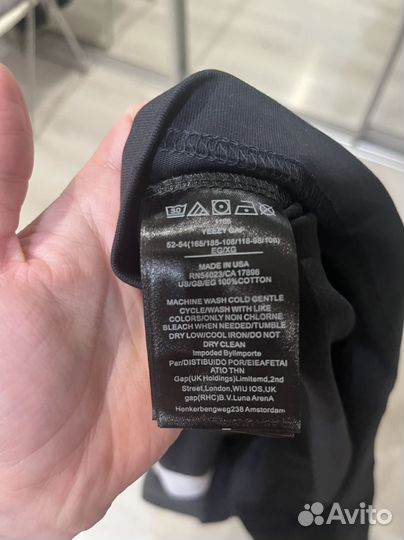 YEEZY GAP
52-54(165/185-108/118-98/106)
EG/XG
MADE IN USA
RN54023/CA 17898
US/GB/EG 100%COTTON
MACHINE WASH COLD GENTLE
CYCLE/WASH WITH LIKE
COLORS/ONLY NON CHLORNE
BLEACH WHEN NEEDED/TUMBLE
DRY LOW/COOL IRON/DO NOT
DRY CLEAN
Impoded ByIImporte
Par/DISTIBUIDO POR/EIEAFETAI
ATIO THN
Gap(UK Holdings)Limitemd,2nd
Street,London,WIU IOS,UK
gap(RHC)B.V.Luna ArenA
Henkerbengweg238 Amsterdam
Avito